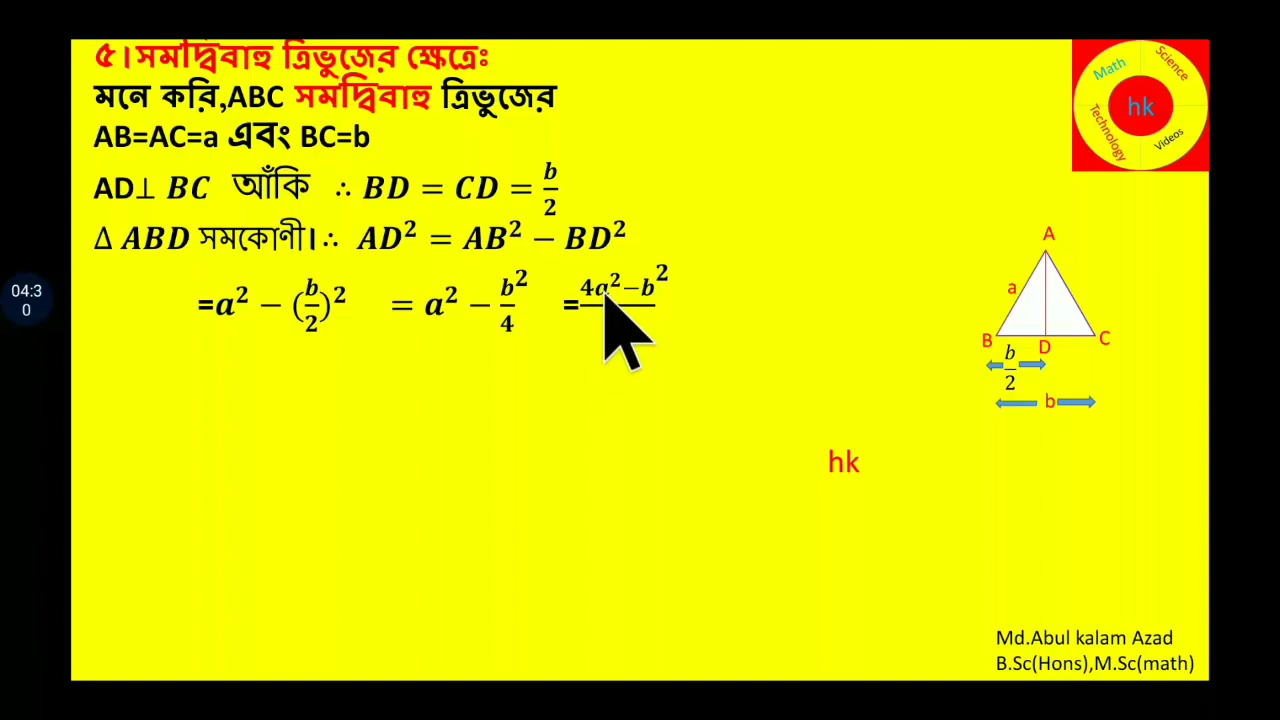 ৫। সমদ্বিবাহু ত্রিভুজের ক্ষেত্রেঃ
মনে করি,ABC সমদ্বিবাহু ত্রিভুজের
AB=AC=a এবং BC=b
AD⊥ BC আঁকি ∴ BD = CD = b/2
Δ ABD সমকোণী।∴ AD² = AB² − BD²
=a² − (b/2)² = a² − b²/4 =4a²−b²
04:30
Math
Science
hk
Technology
Videos
A
a
B
D
C
b/2
b
hk
Md.Abul kalam Azad
B.Sc(Hons),M.Sc(math)